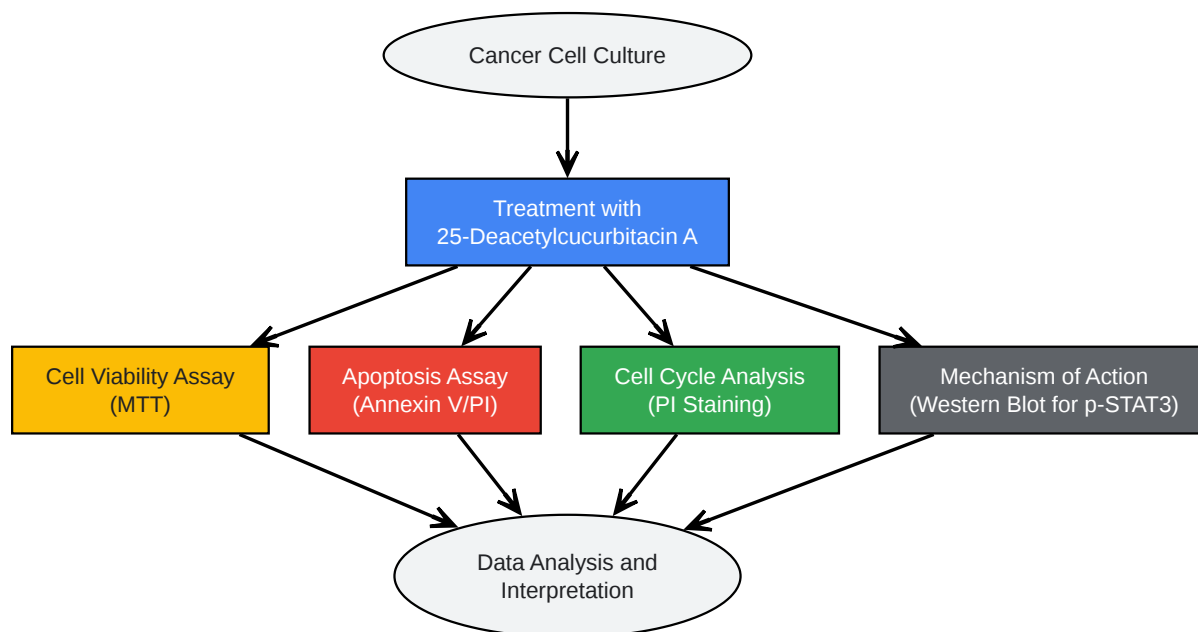 Cancer Cell Culture
Treatment with
25-Deacetylcucurbitacin A
Cell Viability Assay
(MTT)
Apoptosis Assay
(Annexin V/PI)
Cell Cycle Analysis
(PI Staining)
Mechanism of Action
(Western Blot for p-STAT3)
Data Analysis and
Interpretation